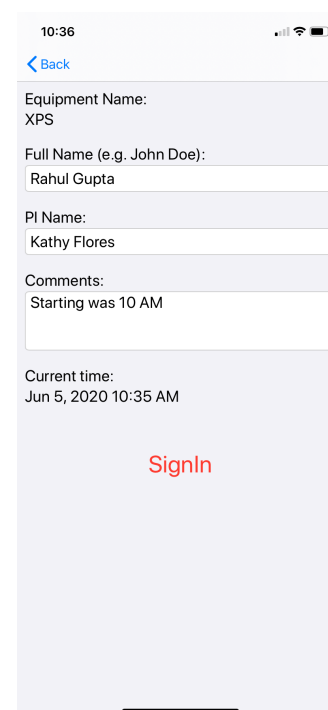 10:36
Back
Equipment Name:
XPS
Full Name (e.g. John Doe):
Rahul Gupta
PI Name:
Kathy Flores
Comments:
Starting was 10 AM
Current time:
Jun 5, 2020 10:35 AM
SignIn